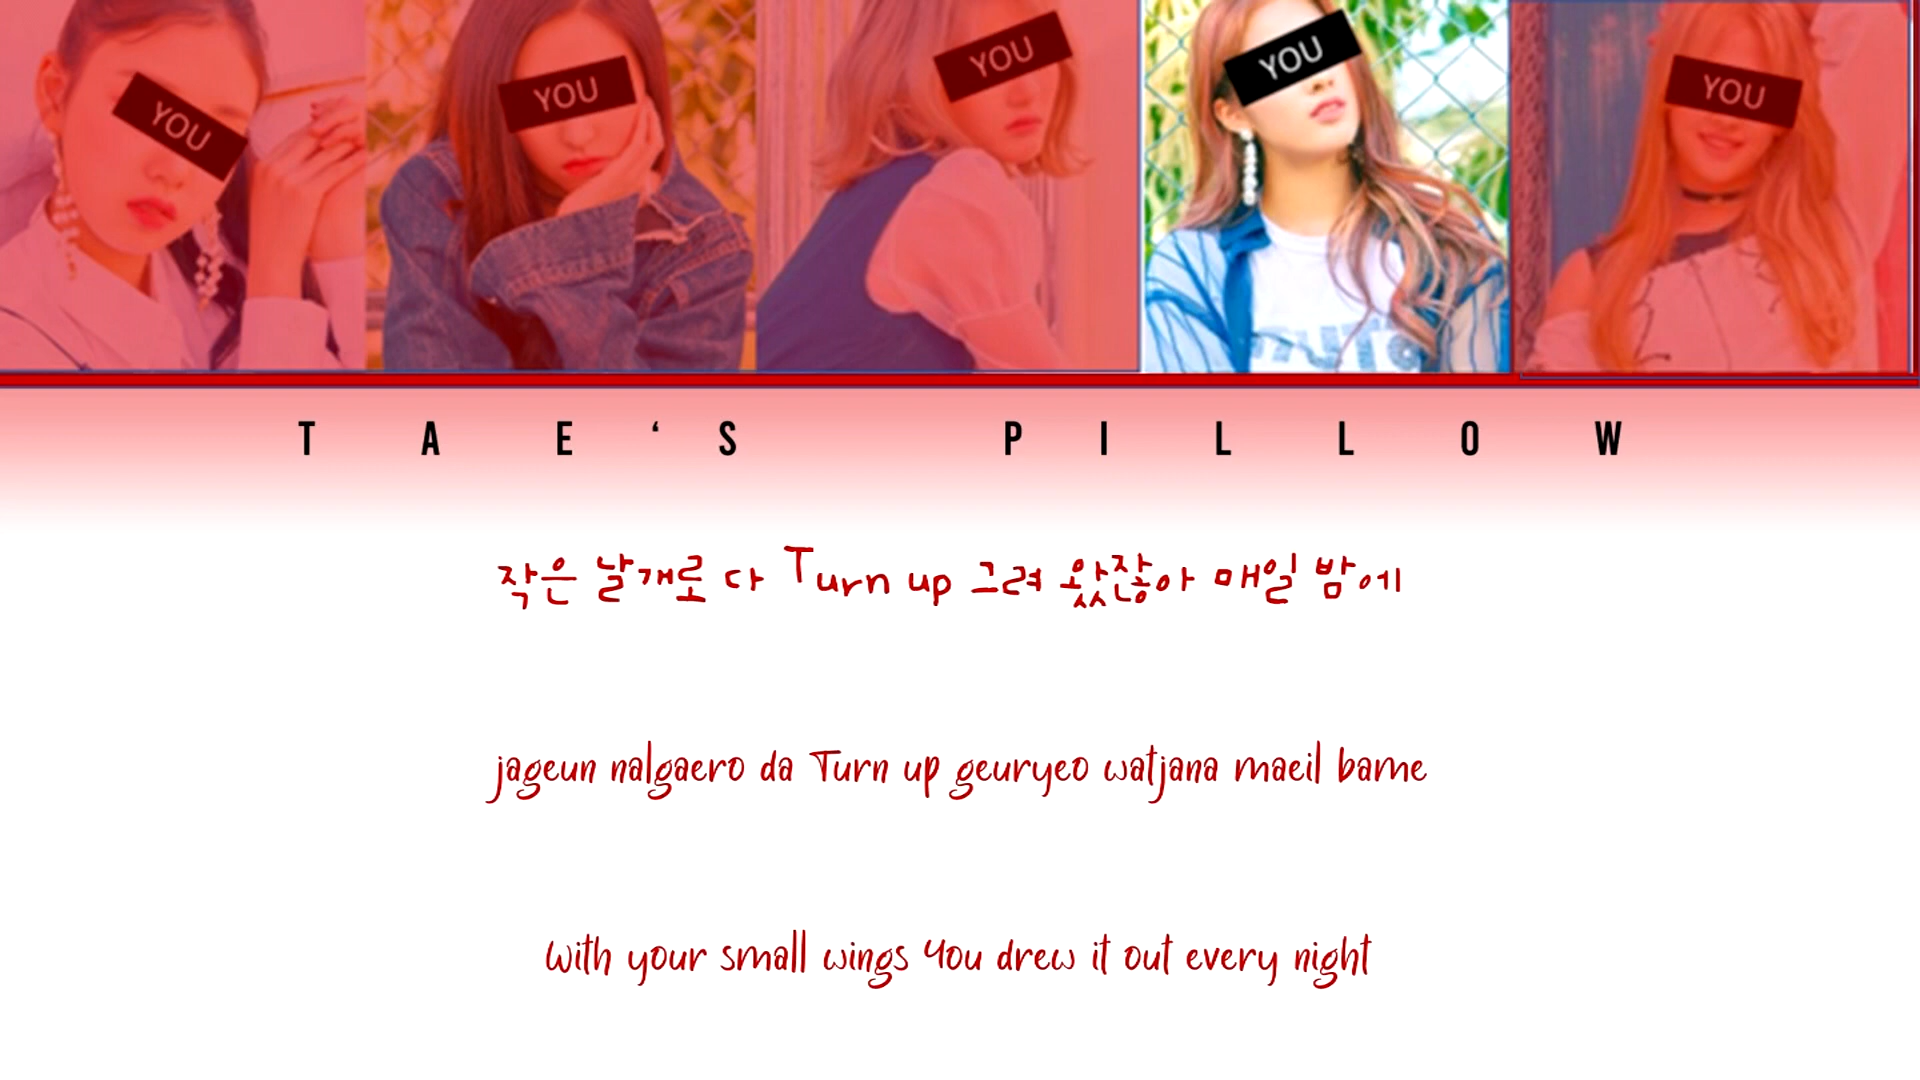 YOU
YOU
YOU
YOU
YOU
TAE‘S PILLOW
작은 날개로 다 Turn up 그려 왔잖아 매일 밤에
jageun nalgaero da Turn up geuryeo watjana maeil bame
With your small wings You drew it out every night